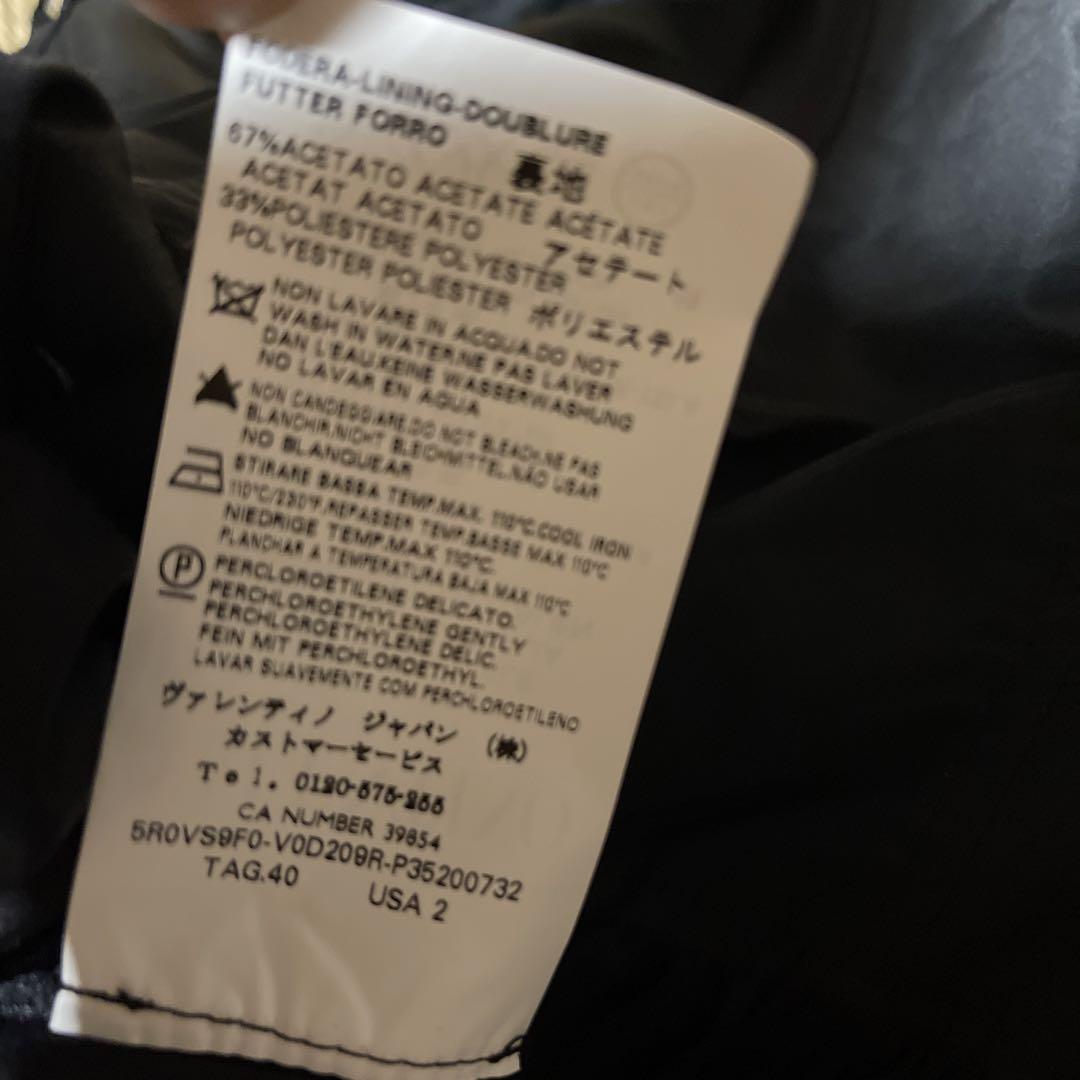 FODERA-LINING-DOUBLURE
FUTTER FORRO
裏地
67%ACETATO ACETATE ACÉTATE
ACETAT ACETATO アセテート
33%POLIESTERE POLYESTER
POLYESTER POLIESTER ポリエステル
NON LAVARE IN ACQUA.DO NOT
WASH IN WATER.NE PAS LAVER
DAN L'EAU.KEINE WASSERWASHUNG
NO LAVAR EN AGUA
NON CANDEGGIARE.DO NOT BLEACH.NE PAS
BLANCHIR.NICHT BLECHMITTEL.NÃO USAR
NO BLANQUEAR
STIRARE BASSA TEMP.MAX. 110°C.COOL IRON
110°C/230°F.REPASSER TEMP.BASSE MAX 110°C
NIEDRIGE TEMP.MAX 110°C.
PLANCHAR A TEMPERATURA BAJA MAX 110°C
P
PERCLOROETILENE DELICATO.
PERCHLOROETHYLENE GENTLY
PERCHLOROETHYLENE DELIC.
FEIN MIT PERCHLOROETHYL.
LAVAR SUAVEMENTE COM PERCHLOROETILENO
ヴァレンティノ ジャパン (株)
カストマーサービス
Tel. 0120-575-255
CA NUMBER 39854
5R0VS9F0-V0D209R-P35200732
TAG.40 USA 2